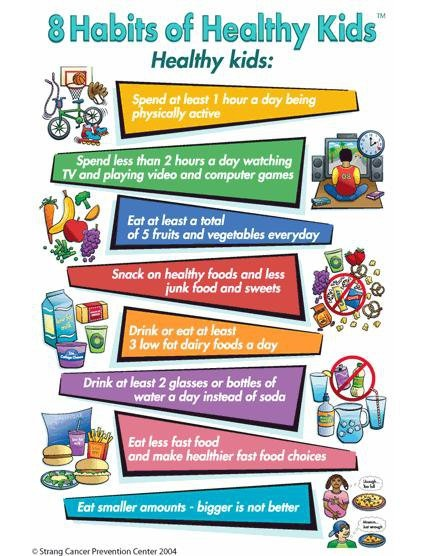 8 Habits of Healthy Kids™
Healthy kids:
Spend at least 1 hour a day being
physically active
Spend less than 2 hours a day watching
TV and playing video and computer games
Eat at least a total
of 5 fruits and vegetables everyday
Snack on healthy foods and less
junk food and sweets
Drink or eat at least
3 low fat dairy foods a day
Drink at least 2 glasses or bottles of
water a day instead of soda
Eat less fast food
and make healthier fast food choices
Eat smaller amounts - bigger is not better
© Strang Cancer Prevention Center 2004